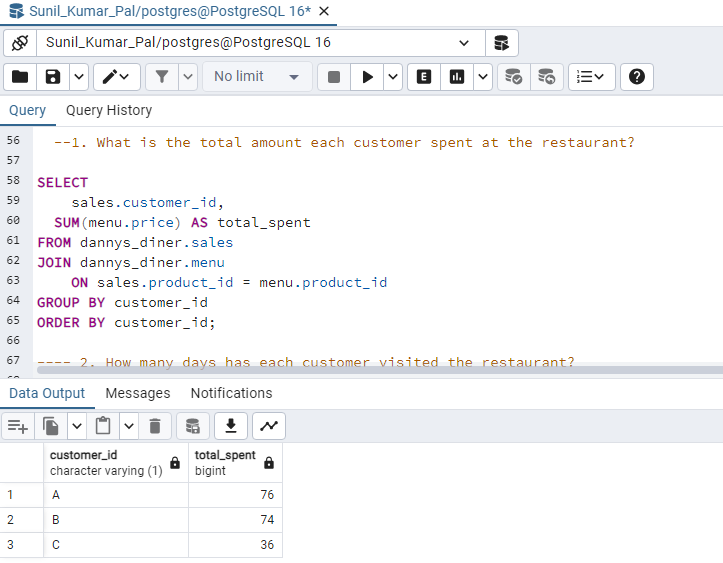 Sunil_Kumar_Pal/postgres@PostgreSQL 16*
Sunil_Kumar_Pal/postgres@PostgreSQL 16
No limit
E
Query Query History
56 --1. What is the total amount each customer spent at the restaurant?
57
58 SELECT
59 sales.customer_id,
60 SUM(menu.price) AS total_spent
61 FROM dannys_diner.sales
62 JOIN dannys_diner.menu
63 ON sales.product_id = menu.product_id
64 GROUP BY customer_id
65 ORDER BY customer_id;
66
67 ---- 2. How many days has each customer visited the restaurant?
Data Output Messages Notifications
customer_id total_spent
character varying (1) bigint
1 A 76
2 B 74
3 C 36